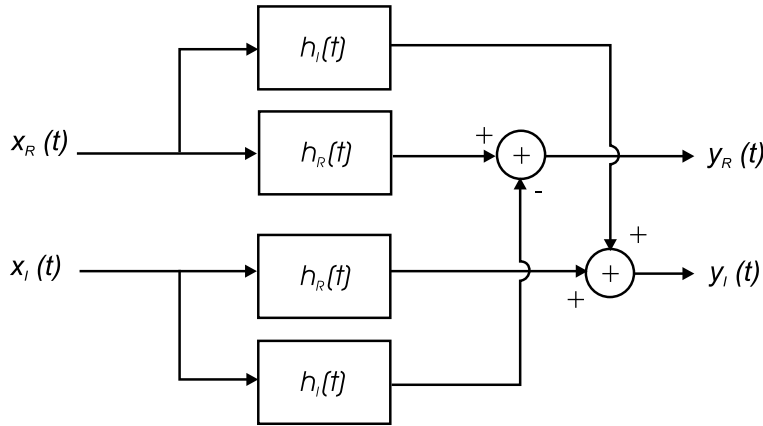 h_I(t)
x_R (t)
h_R(t)
+
+
y_R (t)
-
x_I (t)
h_R(t)
+
+
+
y_I (t)
h_I(t)